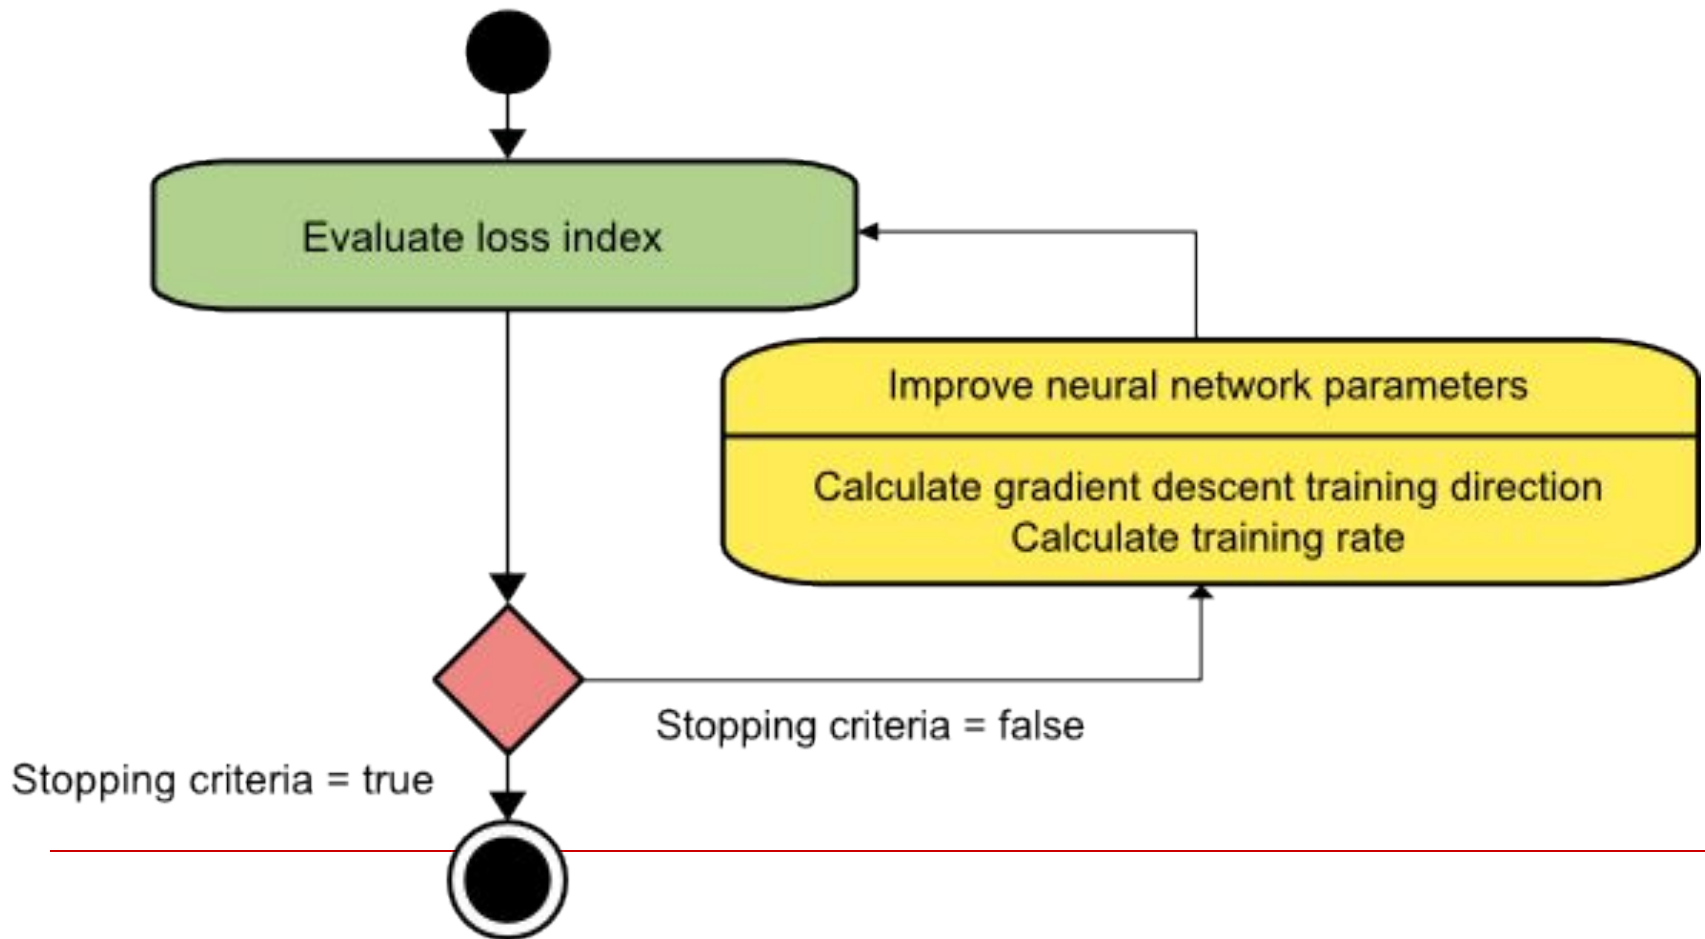 Evaluate loss index
Improve neural network parameters
Calculate gradient descent training direction
Calculate training rate
Stopping criteria = false
Stopping criteria = true